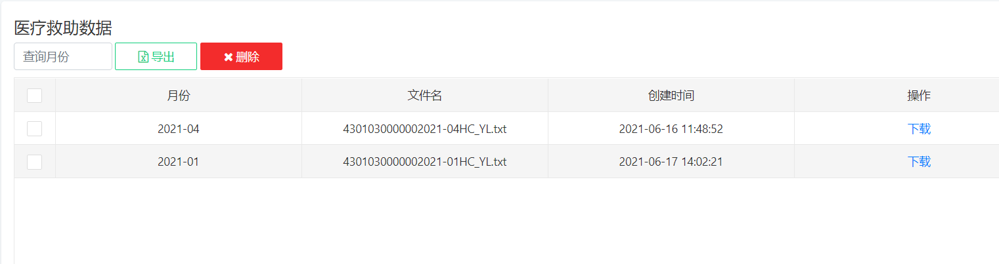 医疗救助数据
查询月份 导出 删除
月份 文件名 创建时间 操作
2021-04 4301030000002021-04HC_YL.txt 2021-06-16 11:48:52 下载
2021-01 4301030000002021-01HC_YL.txt 2021-06-17 14:02:21 下载